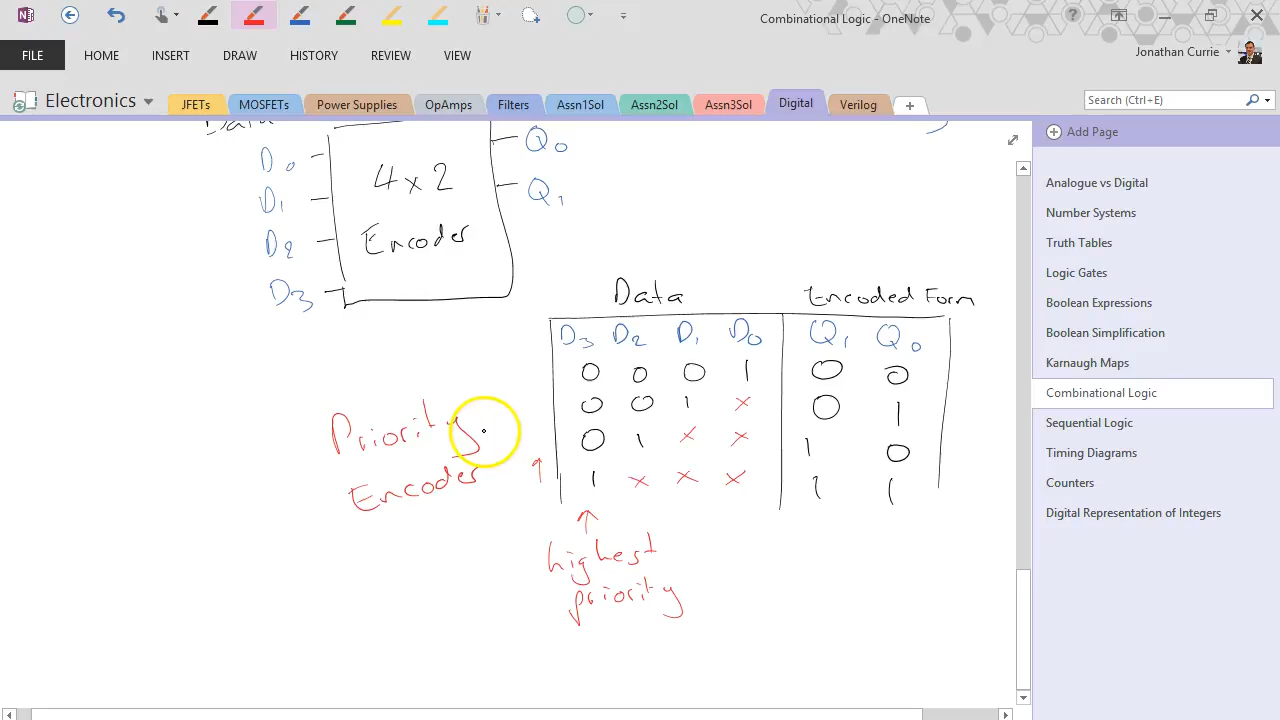 Combinational Logic - OneNote
?
Jonathan Currie
FILE HOME INSERT DRAW HISTORY REVIEW VIEW
Electronics JFETs MOSFETs Power Supplies OpAmps Filters Assn1Sol Assn2Sol Assn3Sol Digital Verilog +
Search (Ctrl+E)
Data
D0
D1
D2
D3
4x2
Encoder
Q0
Q1
Data Encoded Form
D3 D2 D1 D0 Q1 Q0
0 0 0 1 0 0
0 0 1 x 0 1
0 1 x x 1 0
1 x x x 1 1
Priority
Encoder
highest
priority
Add Page
Analogue vs Digital
Number Systems
Truth Tables
Logic Gates
Boolean Expressions
Boolean Simplification
Karnaugh Maps
Combinational Logic
Sequential Logic
Timing Diagrams
Counters
Digital Representation of Integers